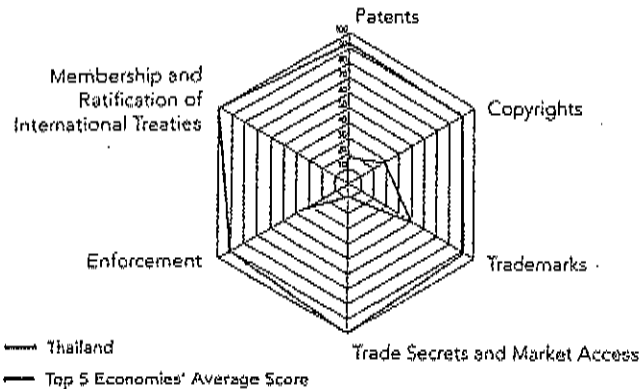 Patents
100
Membership and
Ratification of
International Treaties
Copyrights
Enforcement
Trademarks
Thailand
Trade Secrets and Market Access
Top 5 Economies' Average Score